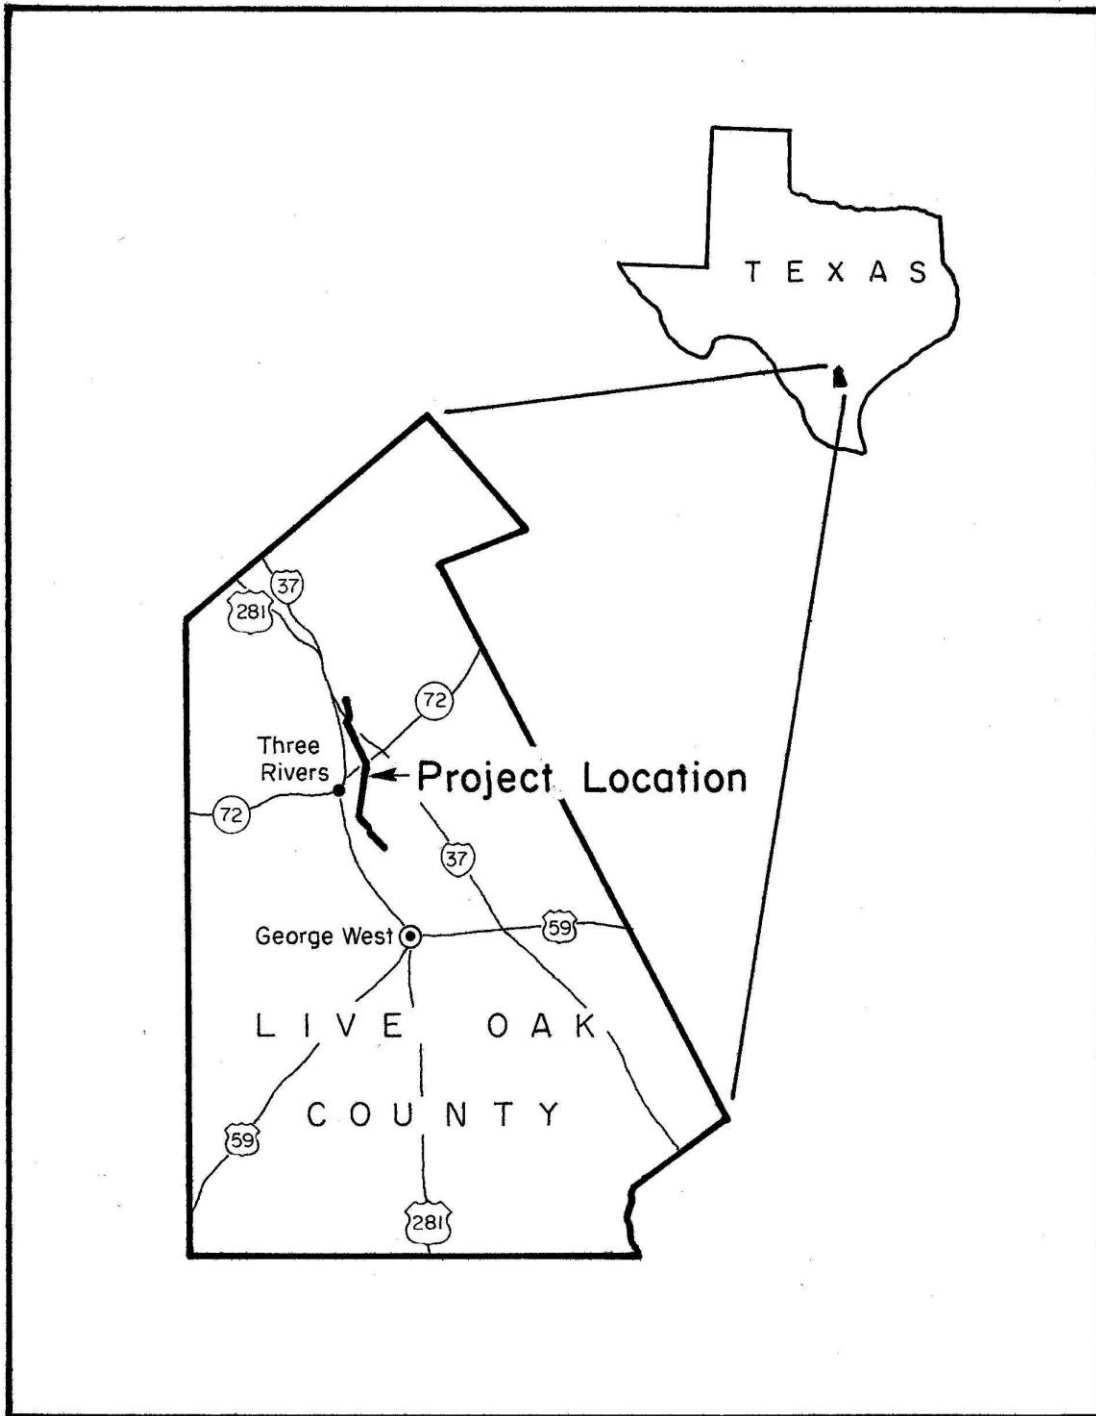 TEXAS
37
281
72
Three
Rivers
Project Location
72
37
George West
59
LIVE OAK
COUNTY
59
281